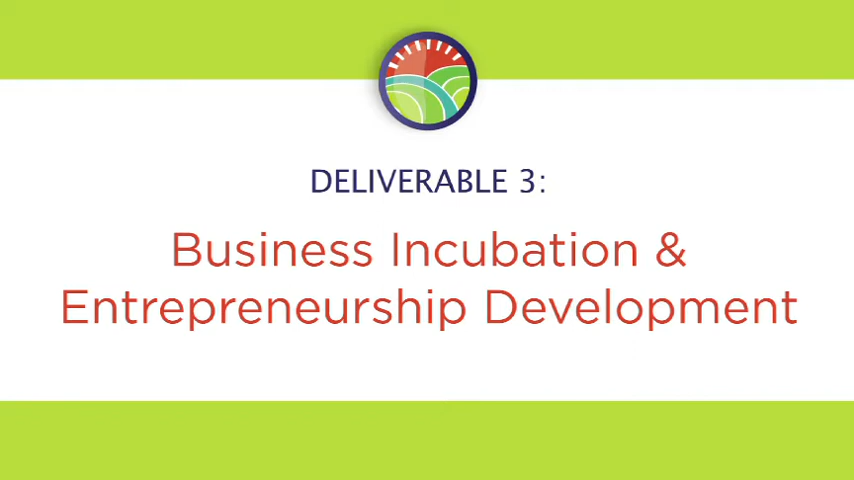 DELIVERABLE 3:
Business Incubation &
Entrepreneurship Development